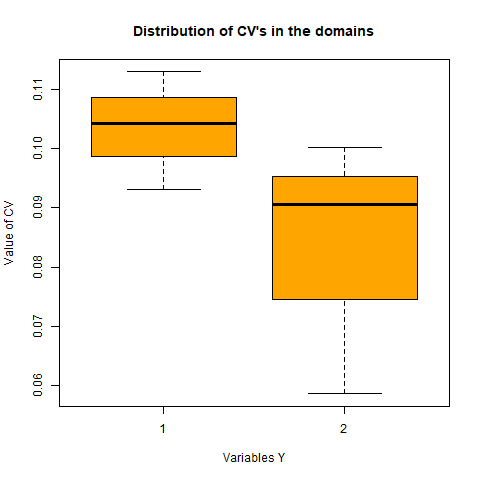 Distribution of CV's in the domains
Value of CV
0.11
0.10
0.09
0.08
0.07
0.06
1
2
Variables Y